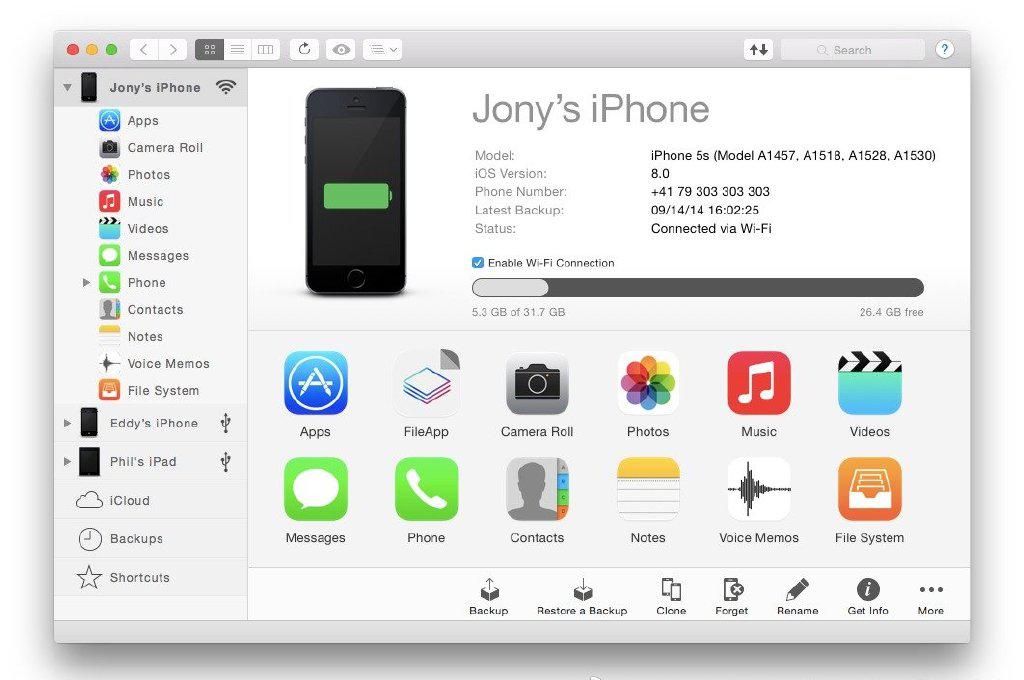 Search
?
Jony's iPhone
Apps
Camera Roll
Photos
Music
Videos
Messages
Phone
Contacts
Notes
Voice Memos
File System
Eddy's iPhone
Phil's iPad
iCloud
Backups
Shortcuts
Jony's iPhone
Model: iPhone 5s (Model A1457, A1518, A1528, A1530)
iOS Version: 8.0
Phone Number: +41 79 303 303 303
Latest Backup: 09/14/14 16:02:25
Status: Connected via Wi-Fi
Enable Wi-Fi Connection
5.3 GB of 31.7 GB 26.4 GB free
Apps FileApp Camera Roll Photos Music Videos
Messages Phone Contacts Notes Voice Memos File System
Backup Restore a Backup Clone Forget Rename Get Info More